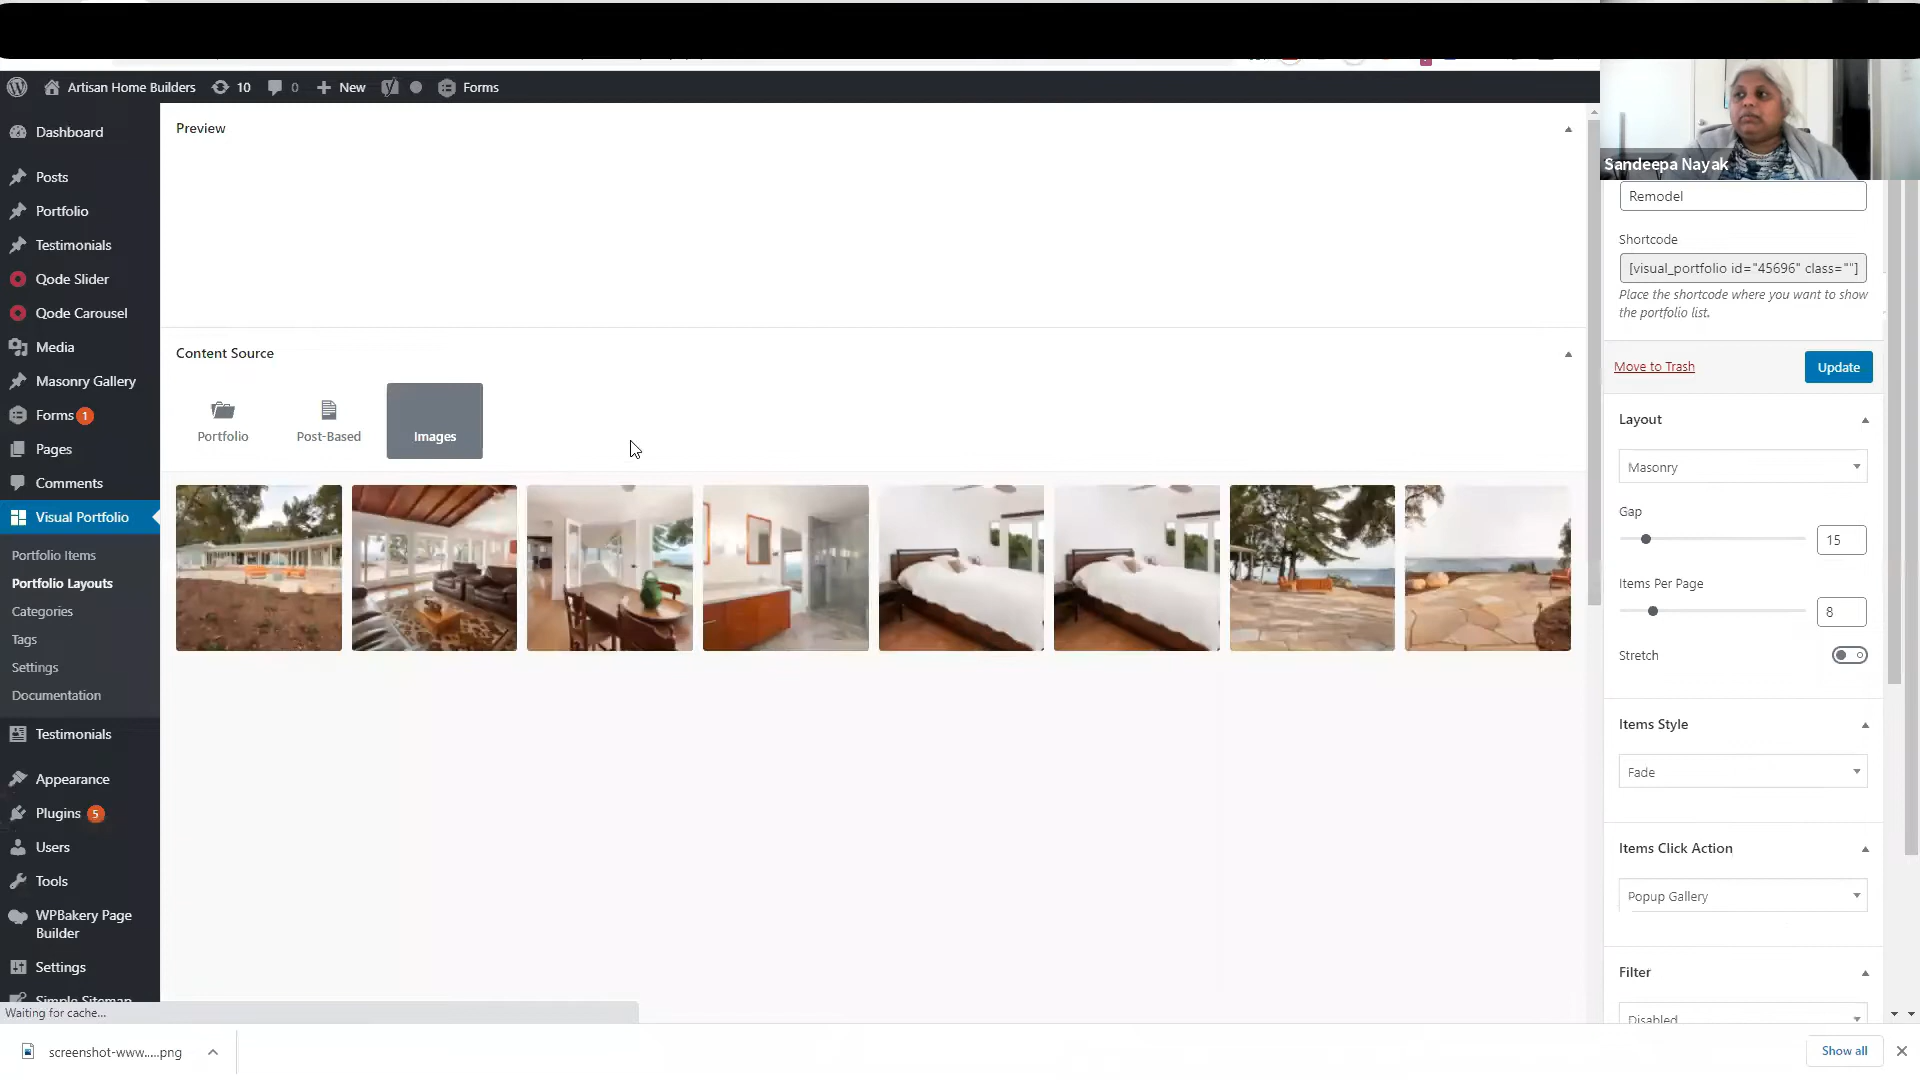 Artisan Home Builders
10
0
New
Forms
Sandeepa Nayak
Dashboard
Posts
Portfolio
Testimonials
Qode Slider
Qode Carousel
Media
Masonry Gallery
Forms 1
Pages
Comments
Visual Portfolio
Portfolio Items
Portfolio Layouts
Categories
Tags
Settings
Documentation
Testimonials
Appearance
Plugins 5
Users
Tools
WPBakery Page
Builder
Settings
Simple Sitemap
Waiting for cache...
Preview
Content Source
Portfolio
Post-Based
Images
Remodel
Shortcode
[visual_portfolio id="45696" class=""]
Place the shortcode where you want to show
the portfolio list.
Move to Trash
Update
Layout
Masonry
Gap
15
Items Per Page
8
Stretch
Items Style
Fade
Items Click Action
Popup Gallery
Filter
Disabled
screenshot-www.....png
Show all